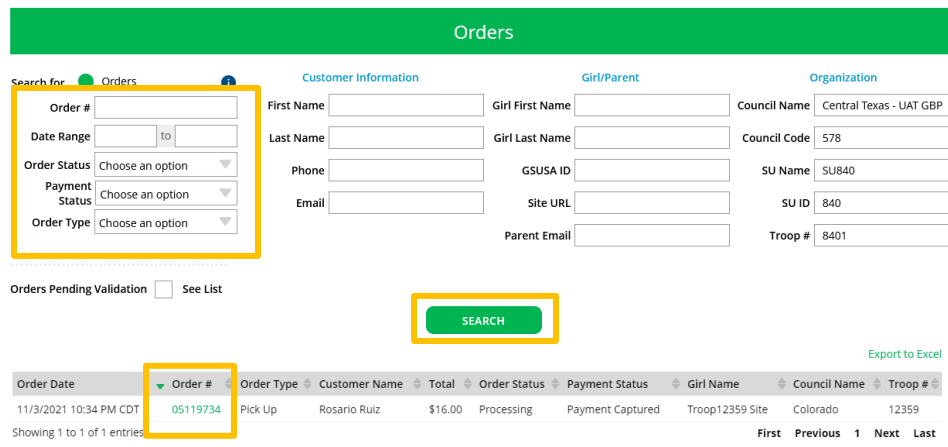 Orders
Search for Orders i
Customer Information
Girl/Parent
Organization
Order #
First Name
Girl First Name
Council Name Central Texas - UAT GBP
Date Range to
Last Name
Girl Last Name
Council Code 578
Order Status Choose an option
Phone
GSUSA ID
SU Name SU840
Payment
Status Choose an option
Email
Site URL
SU ID 840
Order Type Choose an option
Parent Email
Troop # 8401
Orders Pending Validation See List
SEARCH
Export to Excel
Order Date Order # Order Type Customer Name Total Order Status Payment Status Girl Name Council Name Troop #
11/3/2021 10:34 PM CDT 05119734 Pick Up Rosario Ruiz $16.00 Processing Payment Captured Troop12359 Site Colorado 12359
Showing 1 to 1 of 1 entries First Previous 1 Next Last